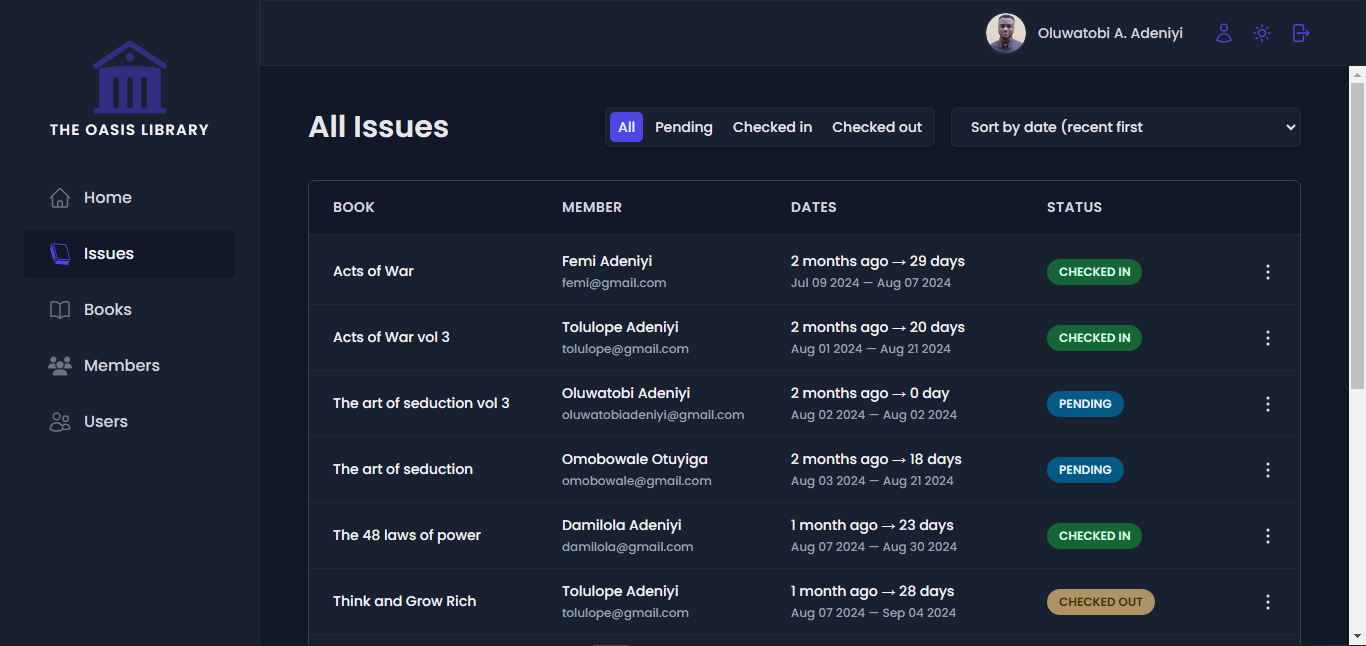 Oluwatobi A. Adeniyi
THE OASIS LIBRARY
Home
Issues
Books
Members
Users
All Issues
All Pending Checked in Checked out
Sort by date (recent first
BOOK MEMBER DATES STATUS
Acts of War
Femi Adeniyi
femi@gmail.com
2 months ago → 29 days
Jul 09 2024 — Aug 07 2024
CHECKED IN
Acts of War vol 3
Tolulope Adeniyi
tolulope@gmail.com
2 months ago → 20 days
Aug 01 2024 — Aug 21 2024
CHECKED IN
The art of seduction vol 3
Oluwatobi Adeniyi
oluwatobiadeniyi@gmail.com
2 months ago → 0 day
Aug 02 2024 — Aug 02 2024
PENDING
The art of seduction
Omobowale Otuyiga
omobowale@gmail.com
2 months ago → 18 days
Aug 03 2024 — Aug 21 2024
PENDING
The 48 laws of power
Damilola Adeniyi
damilola@gmail.com
1 month ago → 23 days
Aug 07 2024 — Aug 30 2024
CHECKED IN
Think and Grow Rich
Tolulope Adeniyi
tolulope@gmail.com
1 month ago → 28 days
Aug 07 2024 — Sep 04 2024
CHECKED OUT